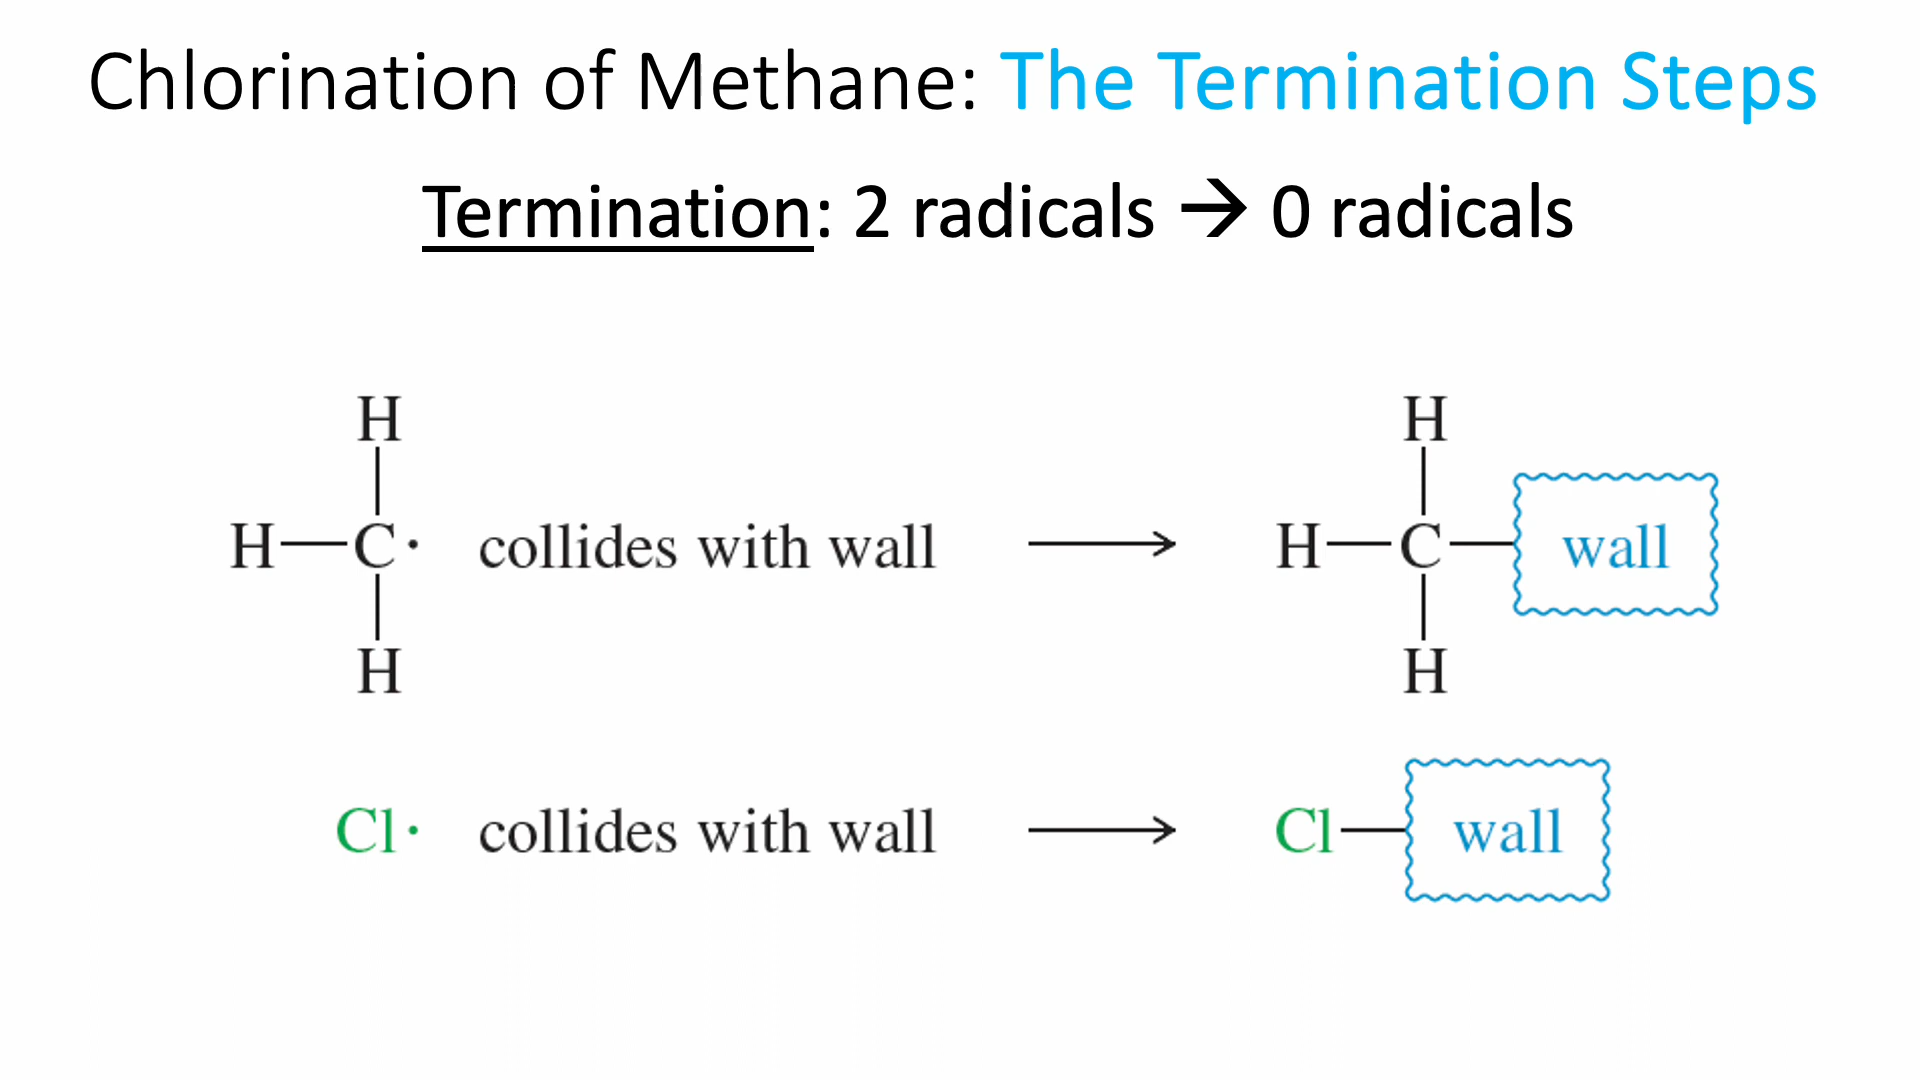 Chlorination of Methane: The Termination Steps
Termination: 2 radicals → 0 radicals
H H
H—C· collides with wall ⟶ H—C— wall
H H
Cl· collides with wall ⟶ Cl— wall